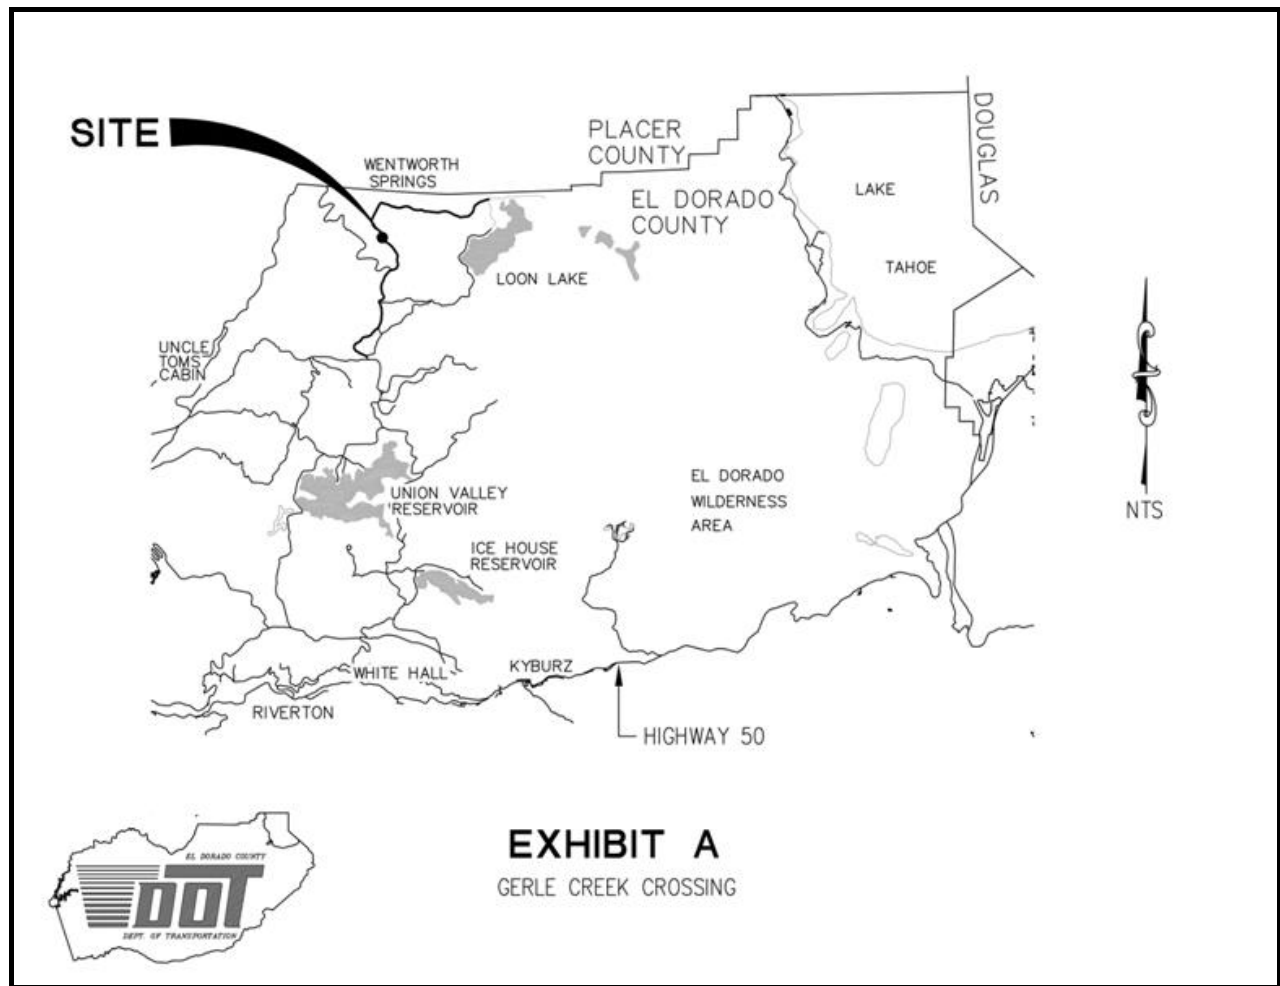 SITE
WENTWORTH
SPRINGS
PLACER
COUNTY
EL DORADO
COUNTY
DOUGLAS
LAKE
TAHOE
LOON LAKE
UNCLE
TOMS
CABIN
UNION VALLEY
RESERVOIR
EL DORADO
WILDERNESS
AREA
NTS
ICE HOUSE
RESERVOIR
WHITE HALL
KYBURZ
RIVERTON
HIGHWAY 50
EXHIBIT A
GERLE CREEK CROSSING
EL DORADO COUNTY
DOT
DEPT. OF TRANSPORTATION